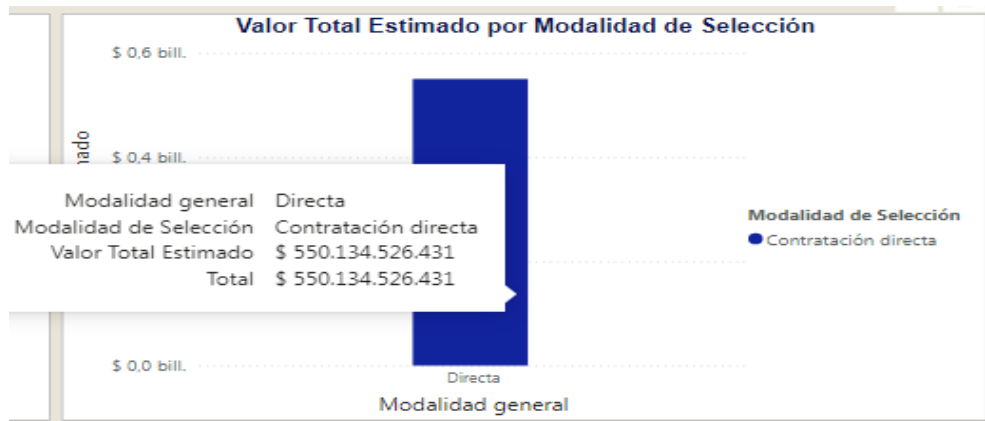 Valor Total Estimado por Modalidad de Selección
$ 0,6 bill.
$ 0,4 bill.
Modalidad general Directa
Modalidad de Selección Contratación directa
Valor Total Estimado $ 550.134.526.431
Total $ 550.134.526.431
Modalidad de Selección
Contratación directa
$ 0,0 bill.
Directa
Modalidad general